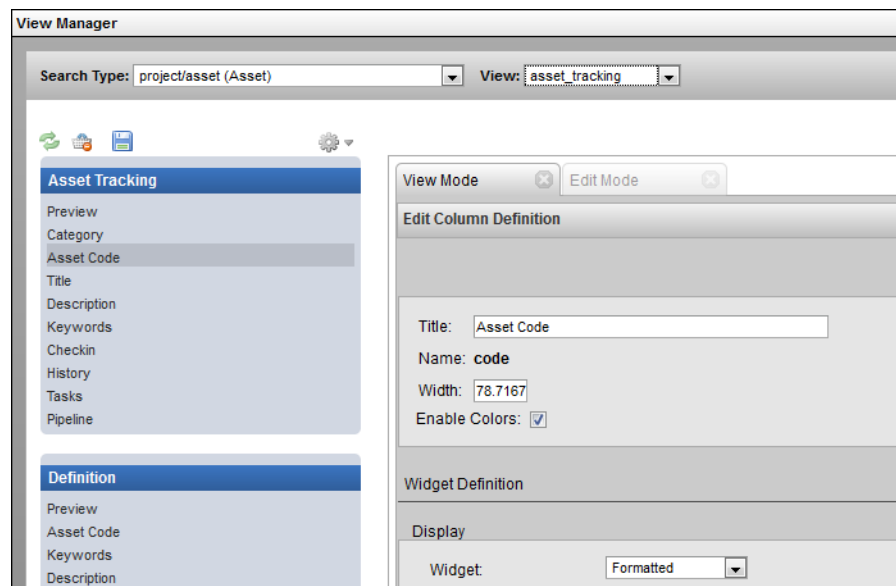 View Manager
Search Type: project/asset (Asset) View: asset_tracking
Asset Tracking
Preview
Category
Asset Code
Title
Description
Keywords
Checkin
History
Tasks
Pipeline
Definition
Preview
Asset Code
Keywords
Description
View Mode Edit Mode
Edit Column Definition
Title: Asset Code
Name: code
Width: 78.7167
Enable Colors:
Widget Definition
Display
Widget: Formatted